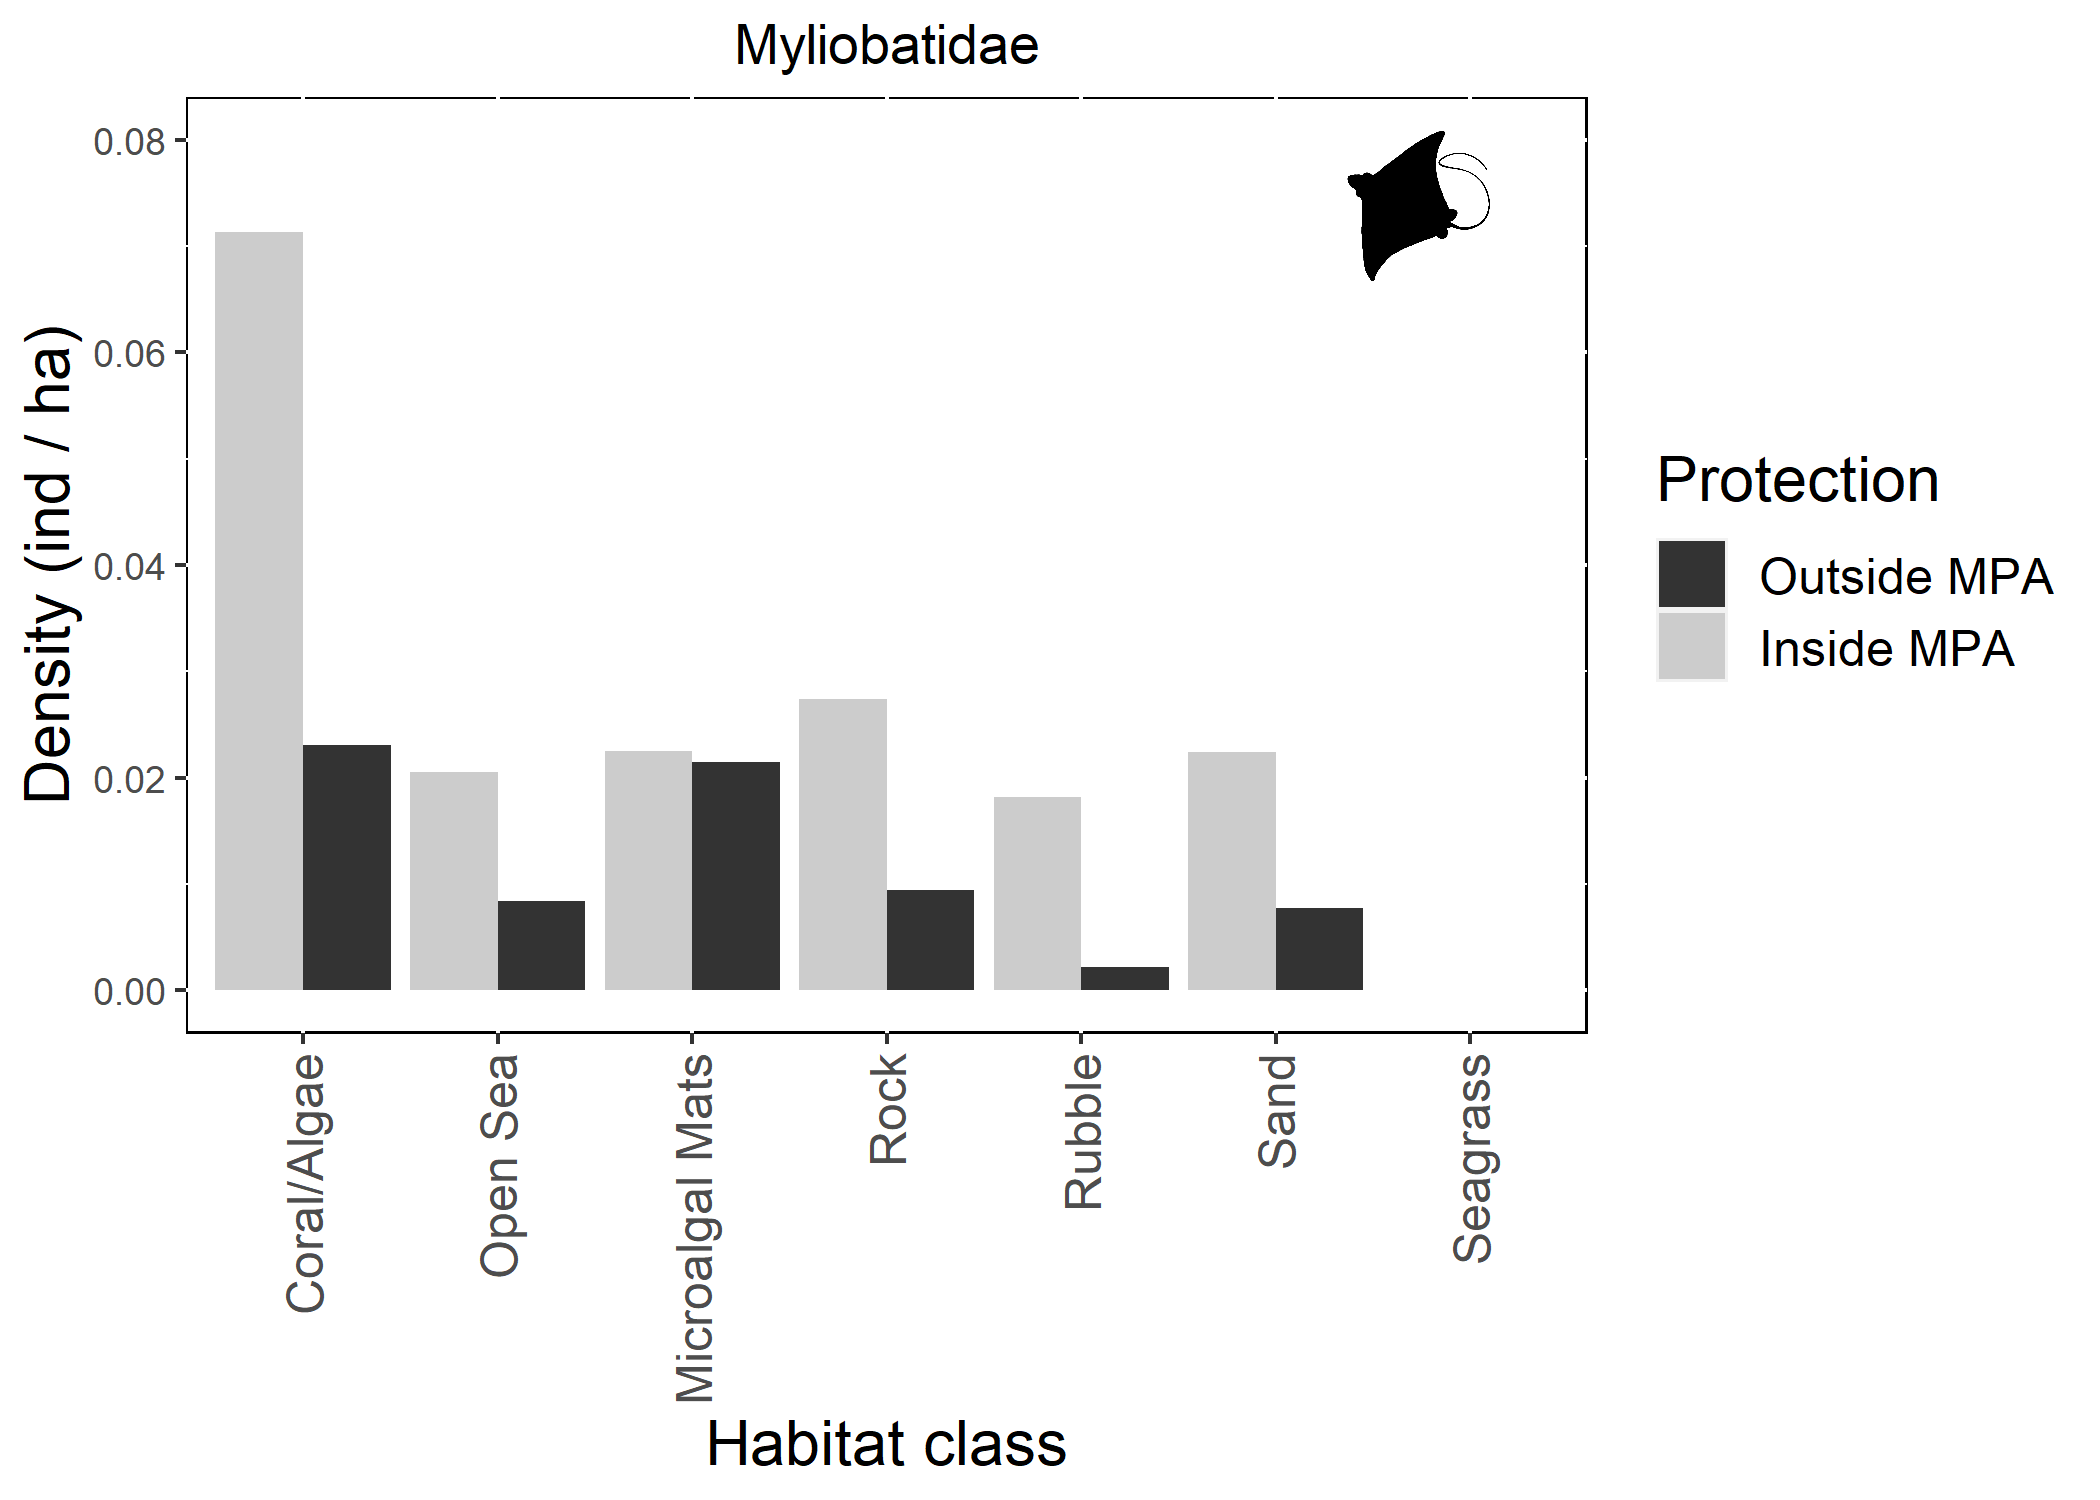 Myliobatidae
Density (ind / ha)
0.08
0.06
0.04
0.02
0.00
Coral/Algae
Open Sea
Microalgal Mats
Rock
Rubble
Sand
Seagrass
Habitat class
Protection
Outside MPA
Inside MPA